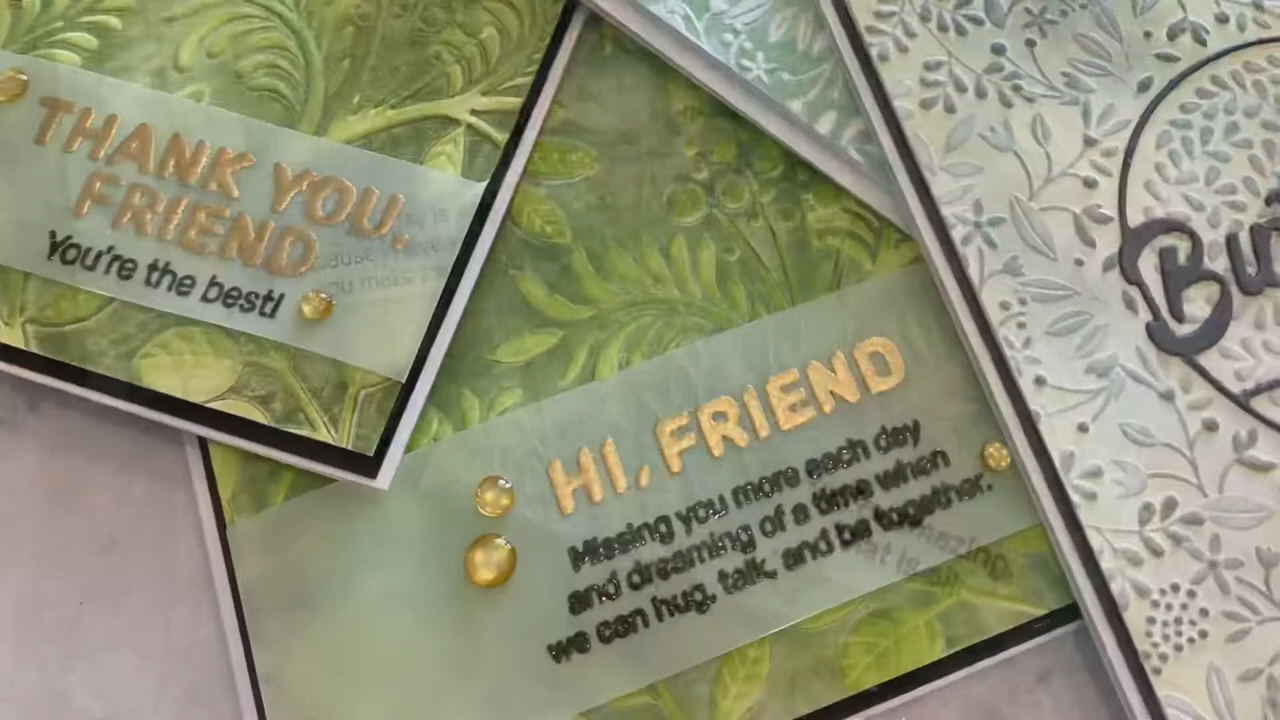 THANK YOU,
FRIEND
You're the best!
HI, FRIEND
Missing you more each day
and dreaming of a time when
we can hug, talk, and be together.